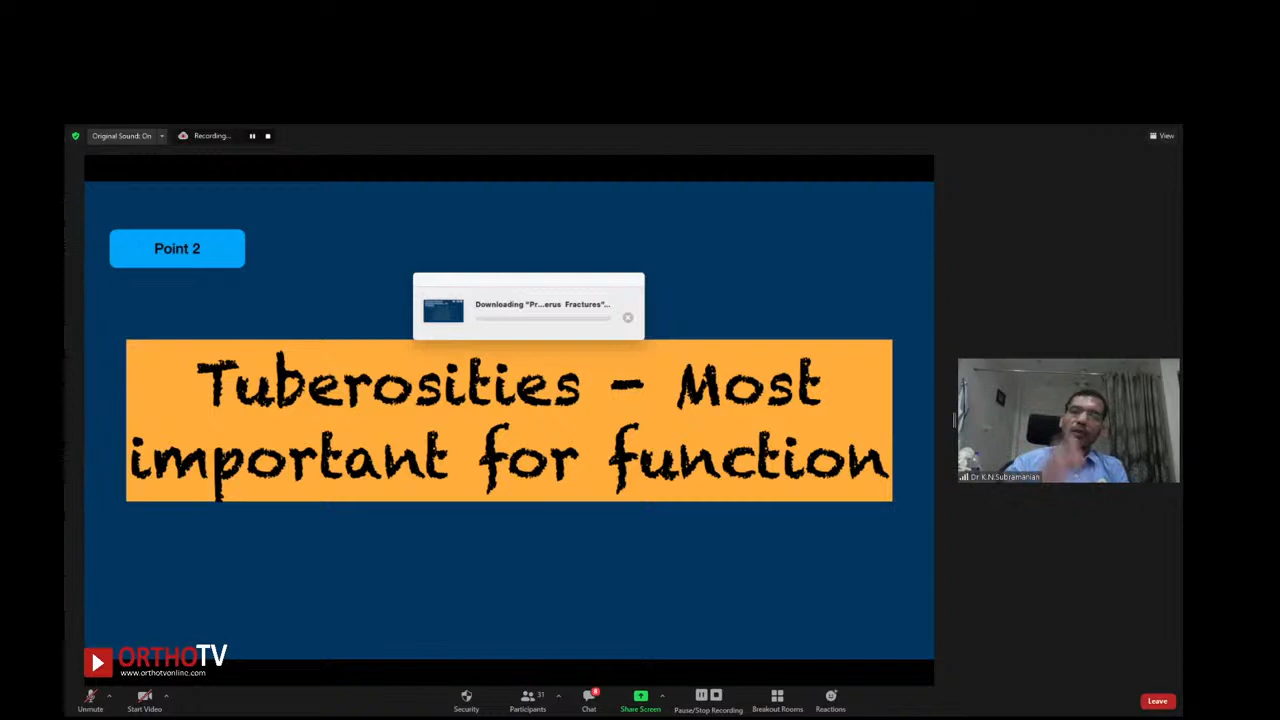 Original Sound: On
Recording...
View
Point 2
Downloading “Pr...erus Fractures”...
Tuberosities - Most
important for function
Dr K.N.Subramanian
ORTHOTV
www.orthotvonline.com
Unmute
Start Video
Security
31
Participants
8
Chat
Share Screen
Pause/Stop Recording
Breakout Rooms
Reactions
Leave